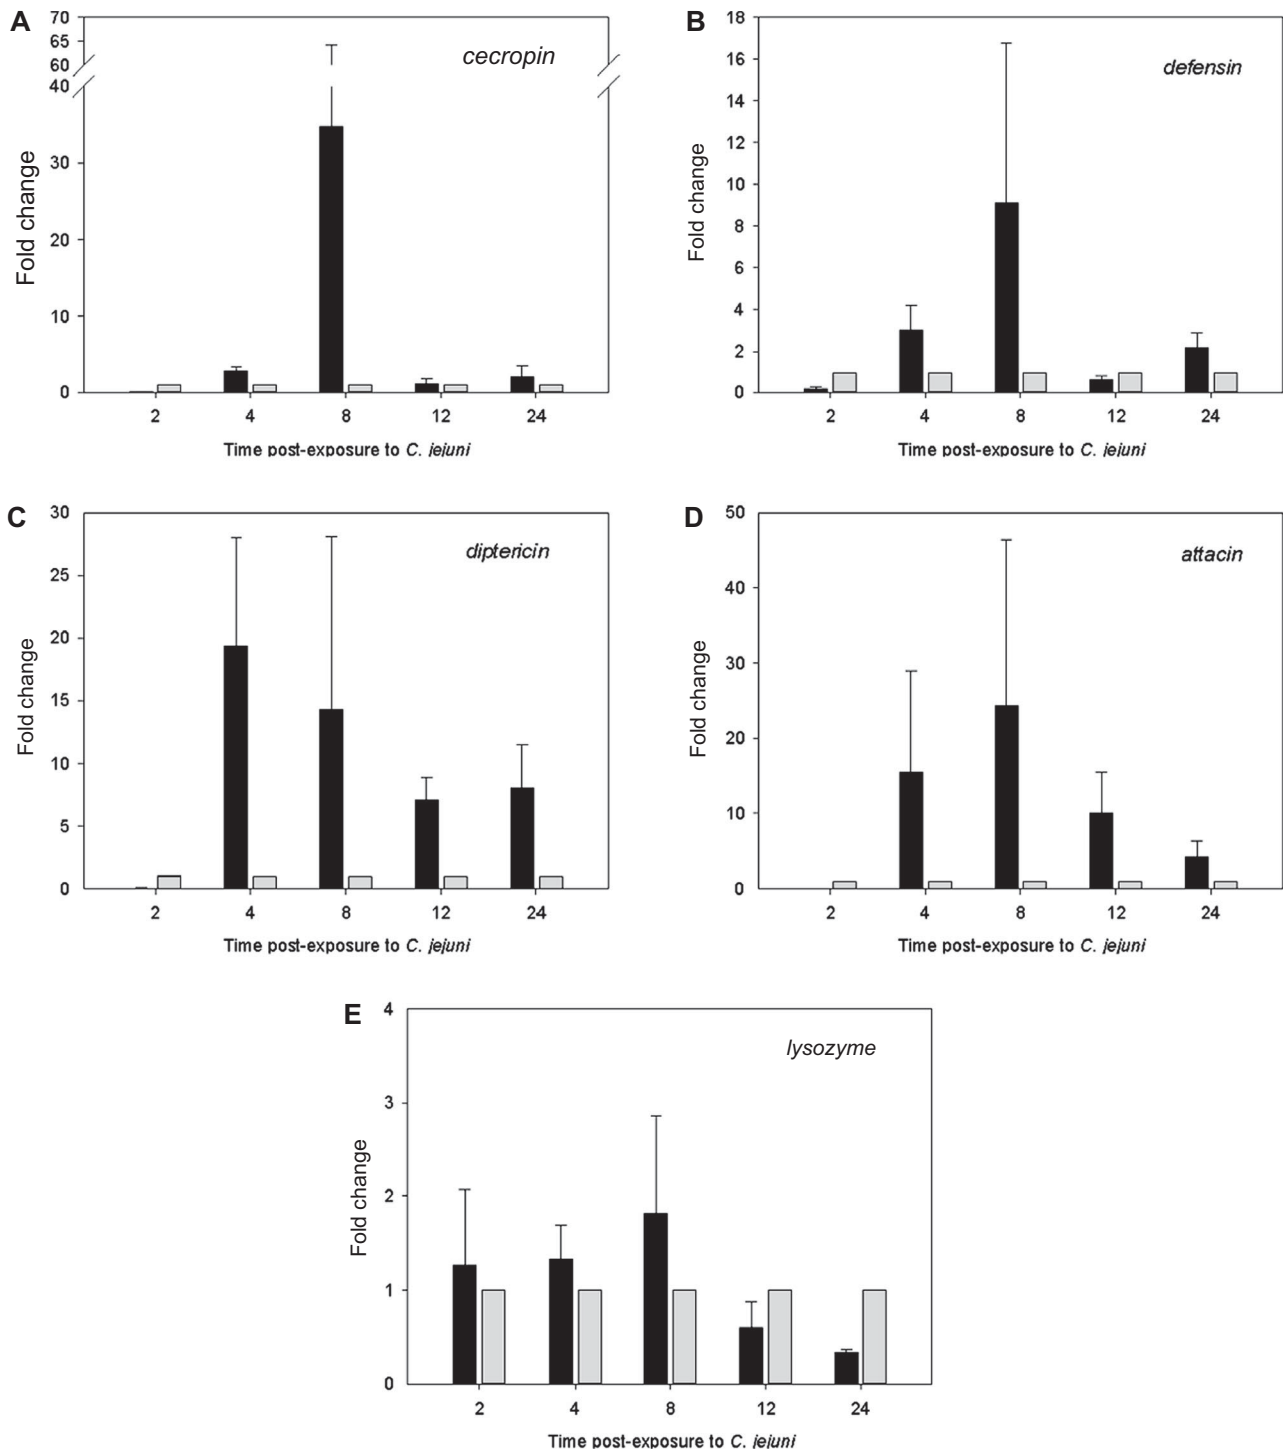 A
70
65
60
40
30
20
10
0
Fold change
cecropin
2 4 8 12 24
Time post-exposure to C. jejuni
B
18
16
14
12
10
8
6
4
2
0
Fold change
defensin
2 4 8 12 24
Time post-exposure to C. jejuni
C
30
25
20
15
10
5
0
Fold change
diptericin
2 4 8 12 24
Time post-exposure to C. jejuni
D
50
40
30
20
10
0
Fold change
attacin
2 4 8 12 24
Time post-exposure to C. jejuni
E
4
3
2
1
0
Fold change
lysozyme
2 4 8 12 24
Time post-exposure to C. jejuni